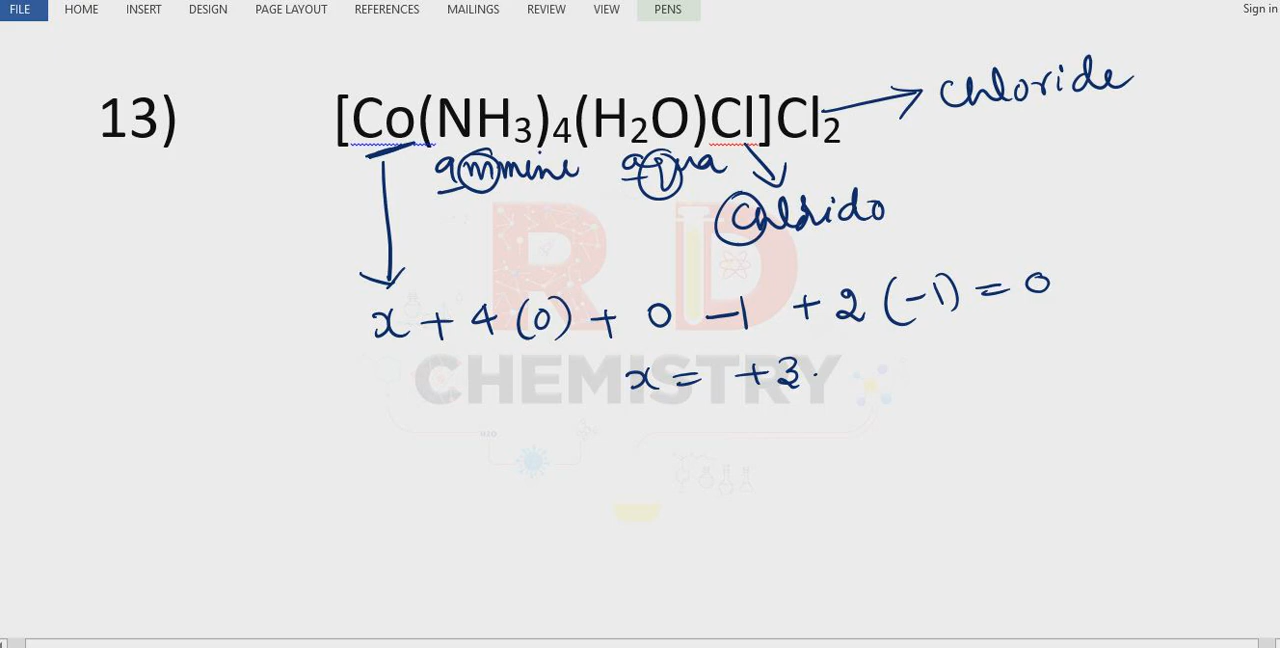 FILE HOME INSERT DESIGN PAGE LAYOUT REFERENCES MAILINGS REVIEW VIEW PENS Sign in
13) [Co(NH₃)₄(H₂O)Cl]Cl₂ → chloride
ammine aqua
chlorido
x + 4(0) + 0 -1 + 2(-1) = 0
x = +3.
RD
CHEMISTRY